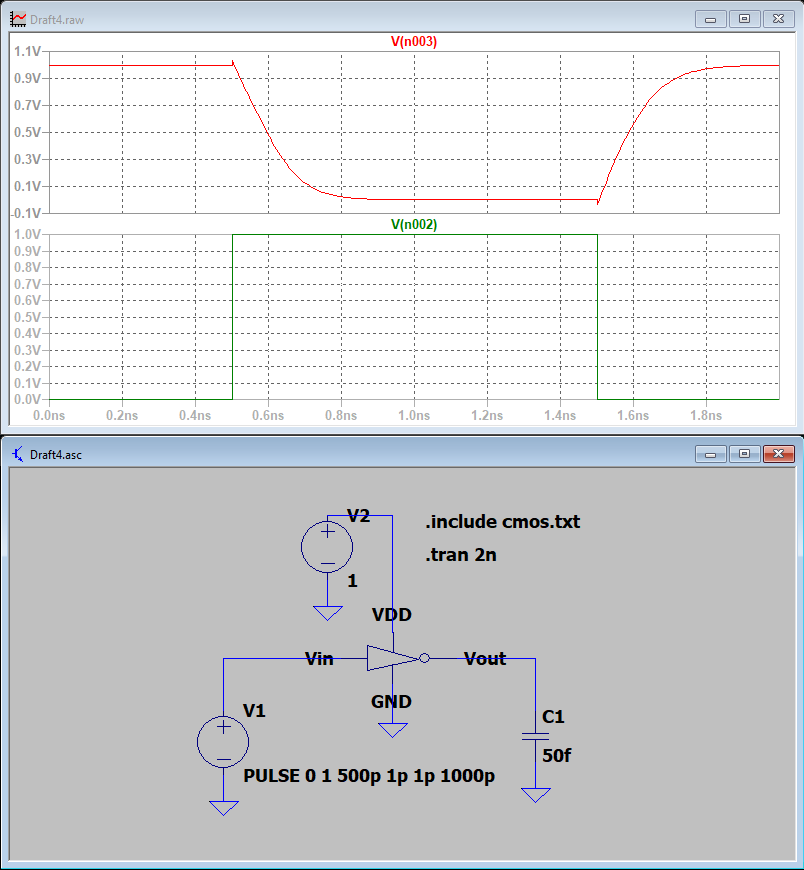 Draft4.raw
V(n003)
1.1V
0.9V
0.7V
0.5V
0.3V
0.1V
-0.1V
V(n002)
1.0V
0.9V
0.8V
0.7V
0.6V
0.5V
0.4V
0.3V
0.2V
0.1V
0.0V
0.0ns 0.2ns 0.4ns 0.6ns 0.8ns 1.0ns 1.2ns 1.4ns 1.6ns 1.8ns
Draft4.asc
V2
.include cmos.txt
.tran 2n
1
VDD
Vin
Vout
GND
V1
C1
50f
PULSE 0 1 500p 1p 1p 1000p